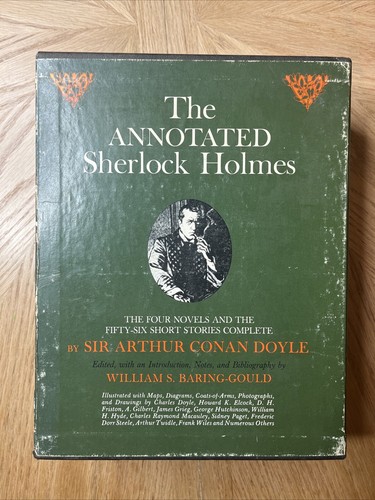 The
ANNOTATED
Sherlock Holmes
THE FOUR NOVELS AND THE
FIFTY-SIX SHORT STORIES COMPLETE
BY SIR ARTHUR CONAN DOYLE
Edited, with an Introduction, Notes, and Bibliography by
WILLIAM S. BARING-GOULD
Illustrated with Maps, Diagrams, Coats-of-Arms, Photographs,
and Drawings by Charles Doyle, Howard K. Elcock, D. H.
Friston, A. Gilbert, James Greig, George Hutchinson, William
H. Hyde, Charles Raymond Macauley, Sidney Paget, Frederic
Dorr Steele, Arthur Twidle, Frank Wiles and Numerous Others